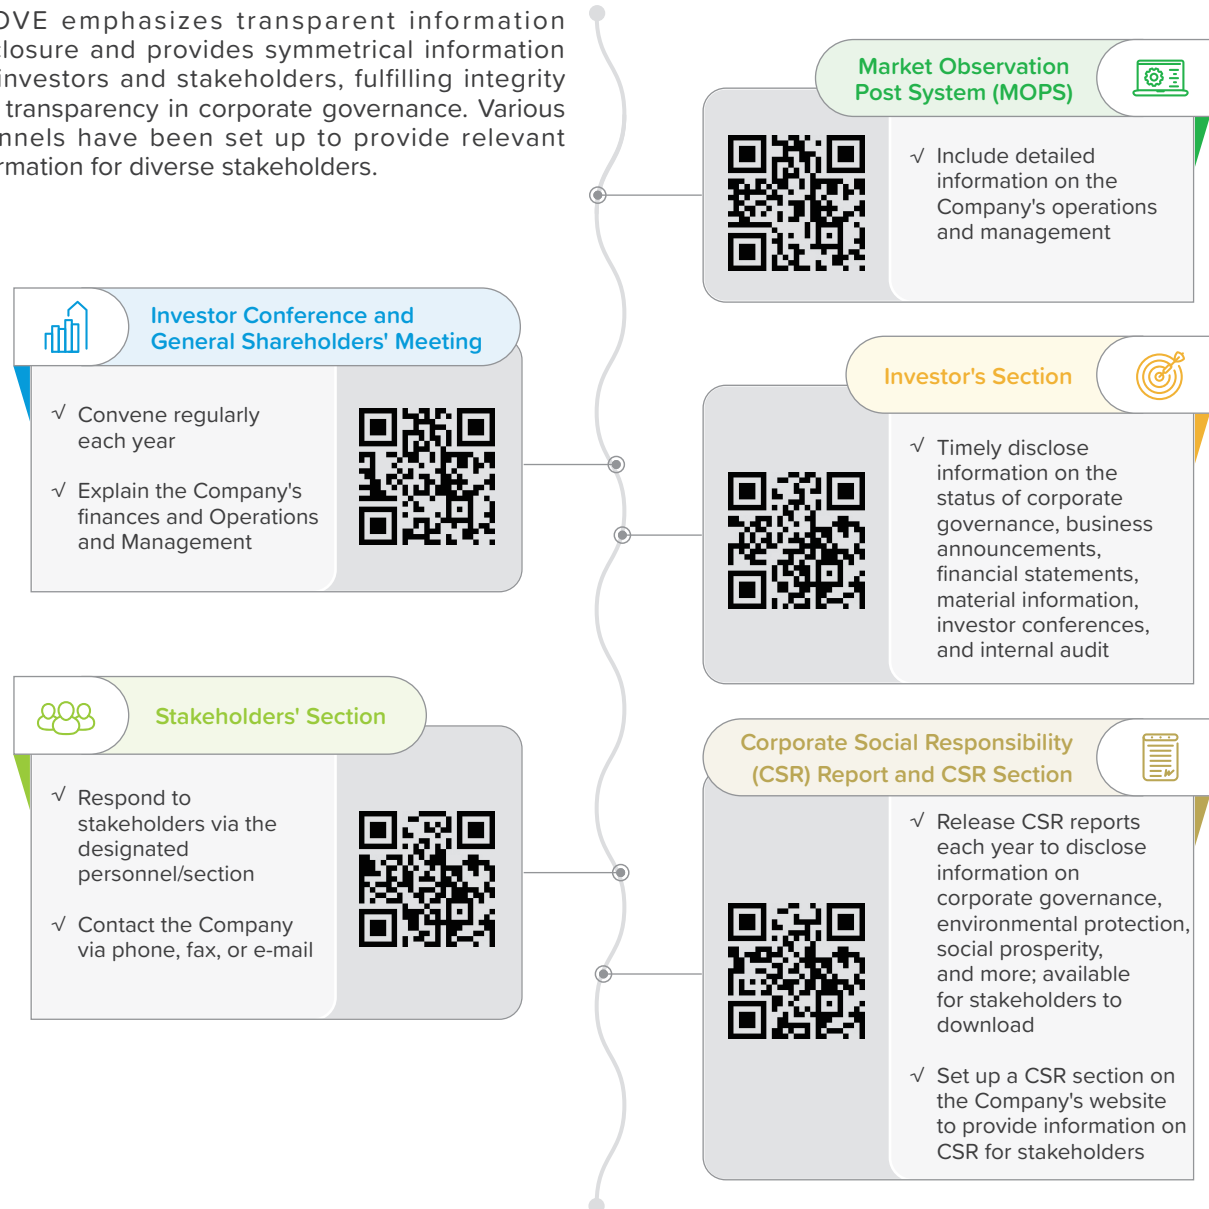 OVE emphasizes transparent information
closure and provides symmetrical information
investors and stakeholders, fulfilling integrity
transparency in corporate governance. Various
nnels have been set up to provide relevant
rmation for diverse stakeholders.
Market Observation
Post System (MOPS)
√ Include detailed
information on the
Company's operations
and management
Investor Conference and
General Shareholders' Meeting
√ Convene regularly
each year
√ Explain the Company's
finances and Operations
and Management
Investor's Section
√ Timely disclose
information on the
status of corporate
governance, business
announcements,
financial statements,
material information,
investor conferences,
and internal audit
Stakeholders' Section
√ Respond to
stakeholders via the
designated
personnel/section
√ Contact the Company
via phone, fax, or e-mail
Corporate Social Responsibility
(CSR) Report and CSR Section
√ Release CSR reports
each year to disclose
information on
corporate governance,
environmental protection,
social prosperity,
and more; available
for stakeholders to
download
√ Set up a CSR section on
the Company's website
to provide information on
CSR for stakeholders